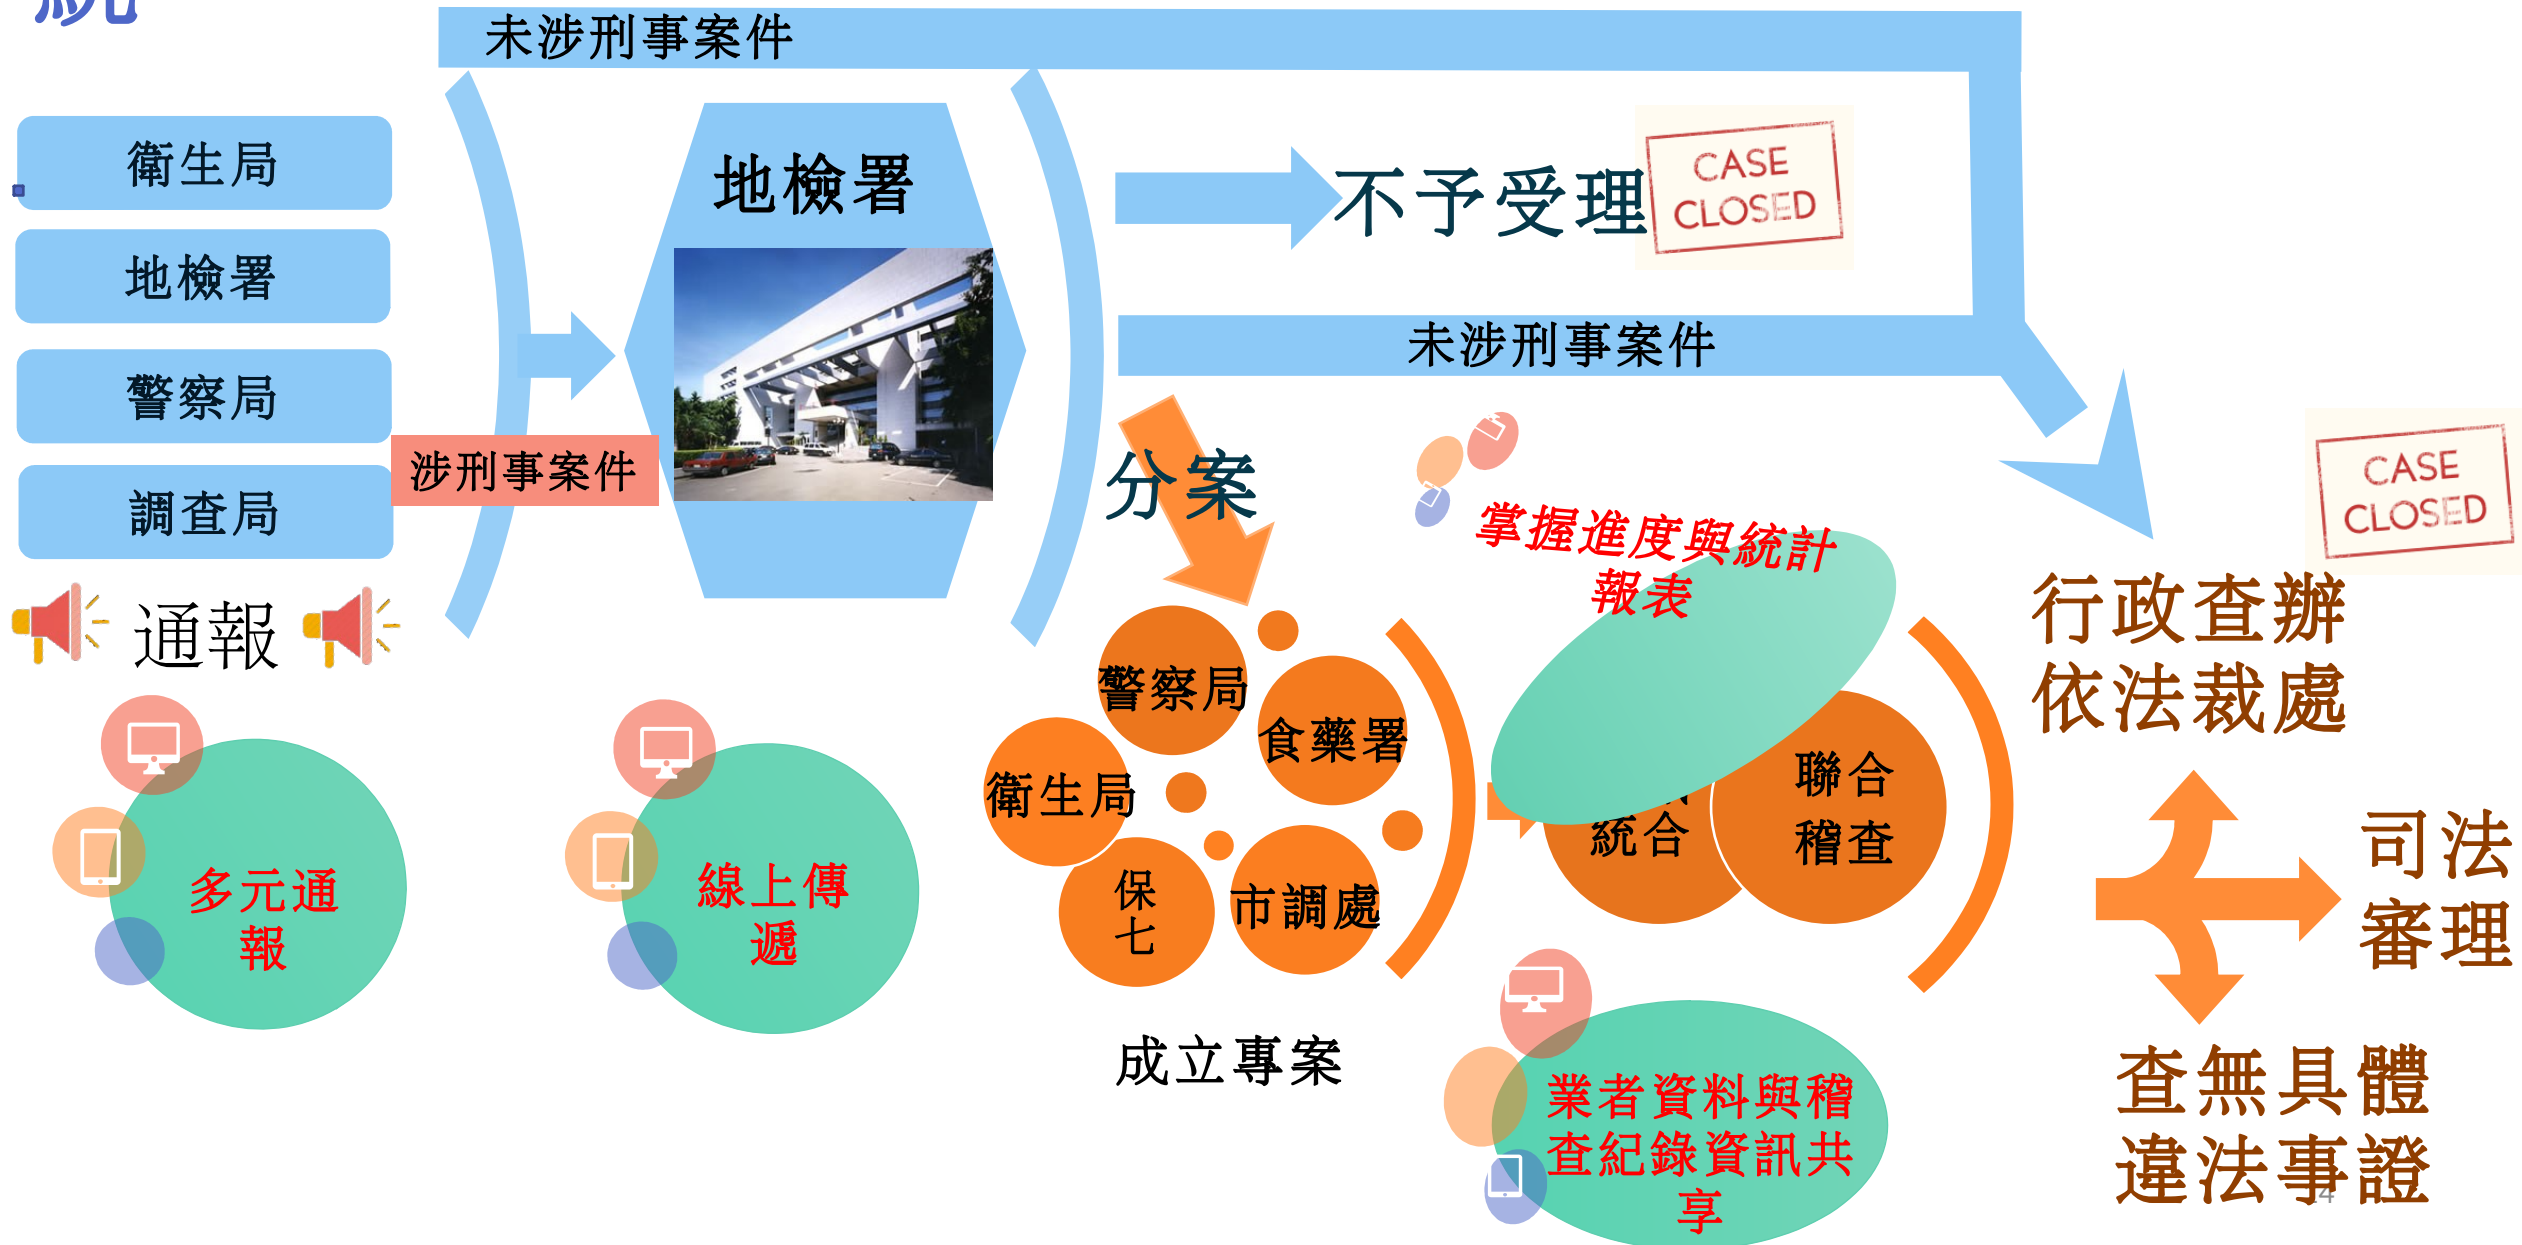 統
未涉刑事案件
衛生局
地檢署
警察局
調查局
通報
涉刑事案件
地檢署
不予受理
CASE
CLOSED
未涉刑事案件
分案
掌握進度與統計
報表
CASE
CLOSED
行政查辦
依法裁處
警察局
食藥署
衛生局
保
七
市調處
成立專案
統合
聯合
稽查
司法
審理
查無具體
違法事證
多元通
報
線上傳
遞
業者資料與稽
查紀錄資訊共
享